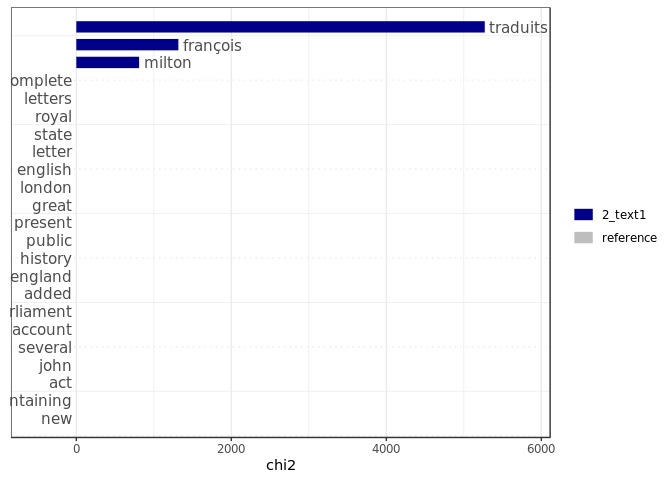 traduits
françois
milton
omplete
letters
royal
state
letter
english
london
great
present
public
history
england
added
rliament
account
several
john
act
ntaining
new
0 2000 4000 6000
chi2
2_text1
reference